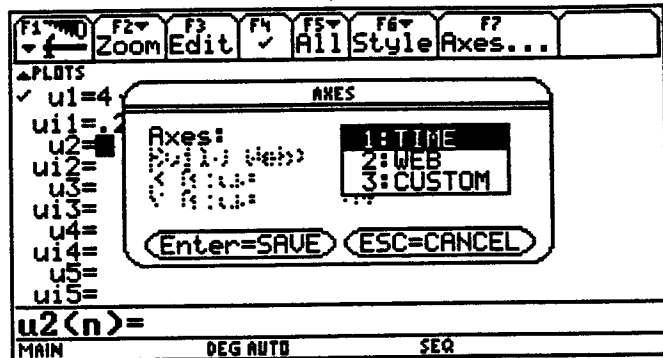 F1 F2 Zoom F3 Edit F4 ✓ F5 All F6 Style F7 Axes...
PLOTS
✓ u1=4
ui1=.2
u2=
ui2=
u3=
ui3=
u4=
ui4=
u5=
ui5=
AXES
Axes:
1:TIME
2:WEB
3:CUSTOM
Enter=SAVE ESC=CANCEL
u2(n)=
MAIN DEG AUTO SEQ